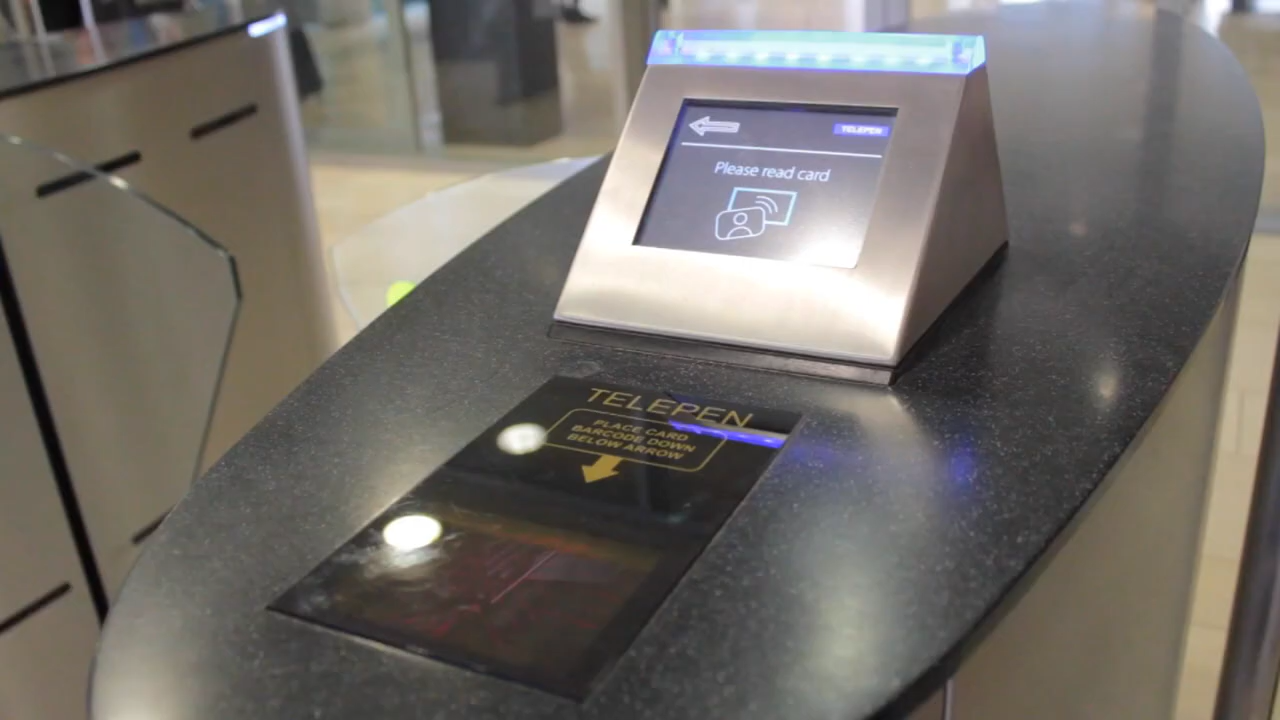 TELEPEN
Please read card
TELEPEN
PLACE CARD
BARCODE DOWN
BELOW ARROW